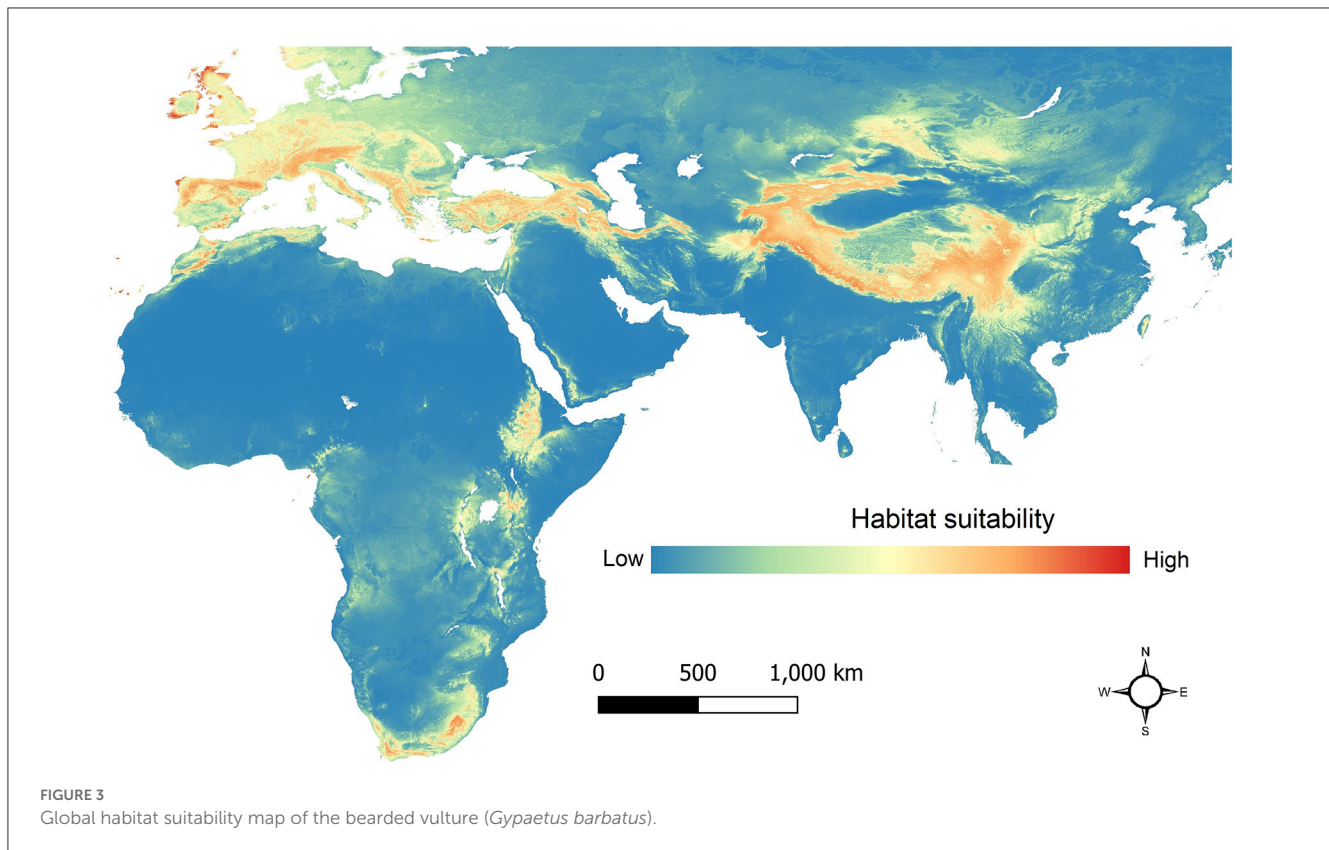 Habitat suitability
Low High
0 500 1,000 km
N
W E
S
FIGURE 3
Global habitat suitability map of the bearded vulture (Gypaetus barbatus).